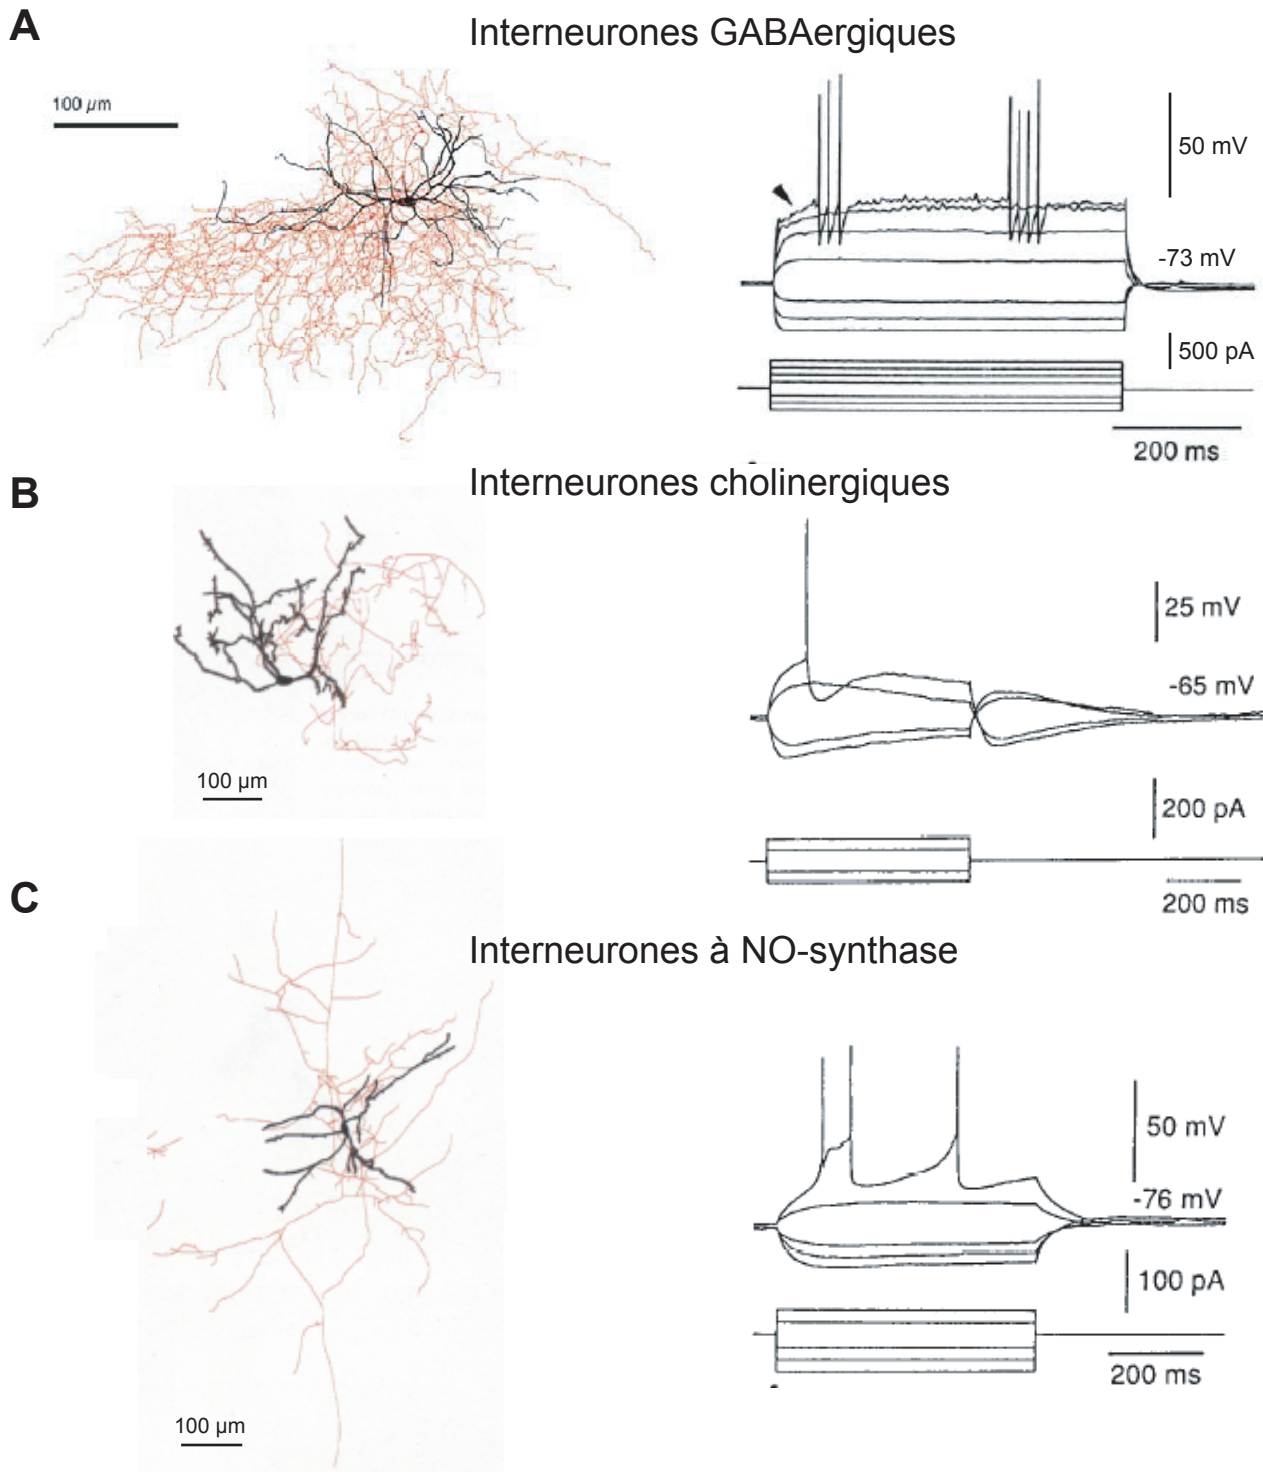 A
Interneurones GABAergiques
100 µm
50 mV
-73 mV
500 pA
200 ms
B
Interneurones cholinergiques
100 µm
25 mV
-65 mV
200 pA
200 ms
C
Interneurones à NO-synthase
100 µm
50 mV
-76 mV
100 pA
200 ms